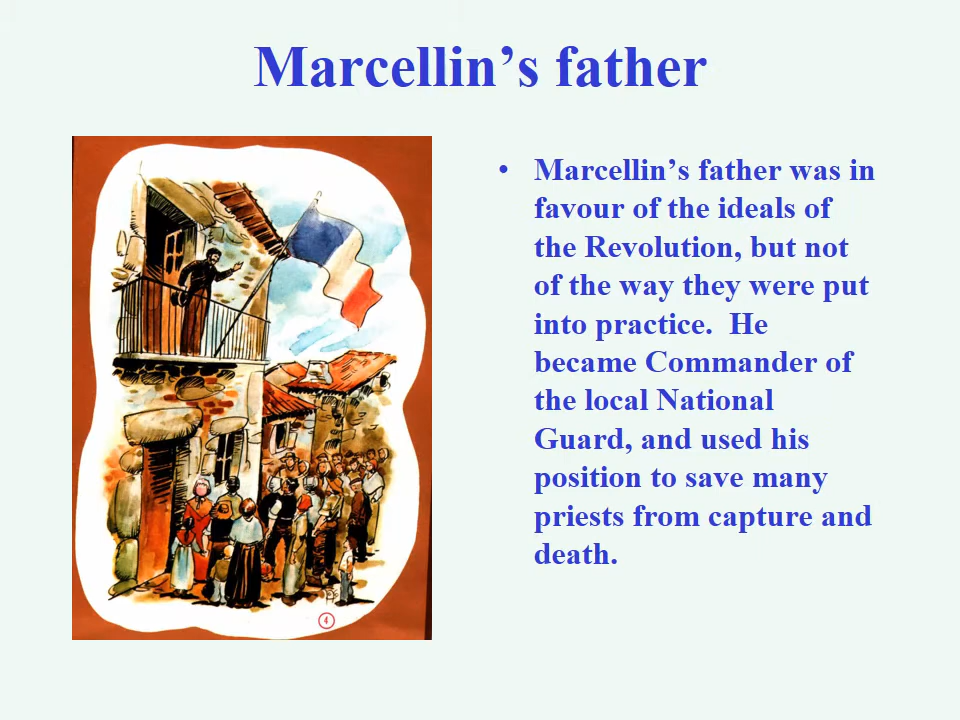 Marcellin’s father
• Marcellin’s father was in
favour of the ideals of
the Revolution, but not
of the way they were put
into practice.  He
became Commander of
the local National
Guard, and used his
position to save many
priests from capture and
death.
4